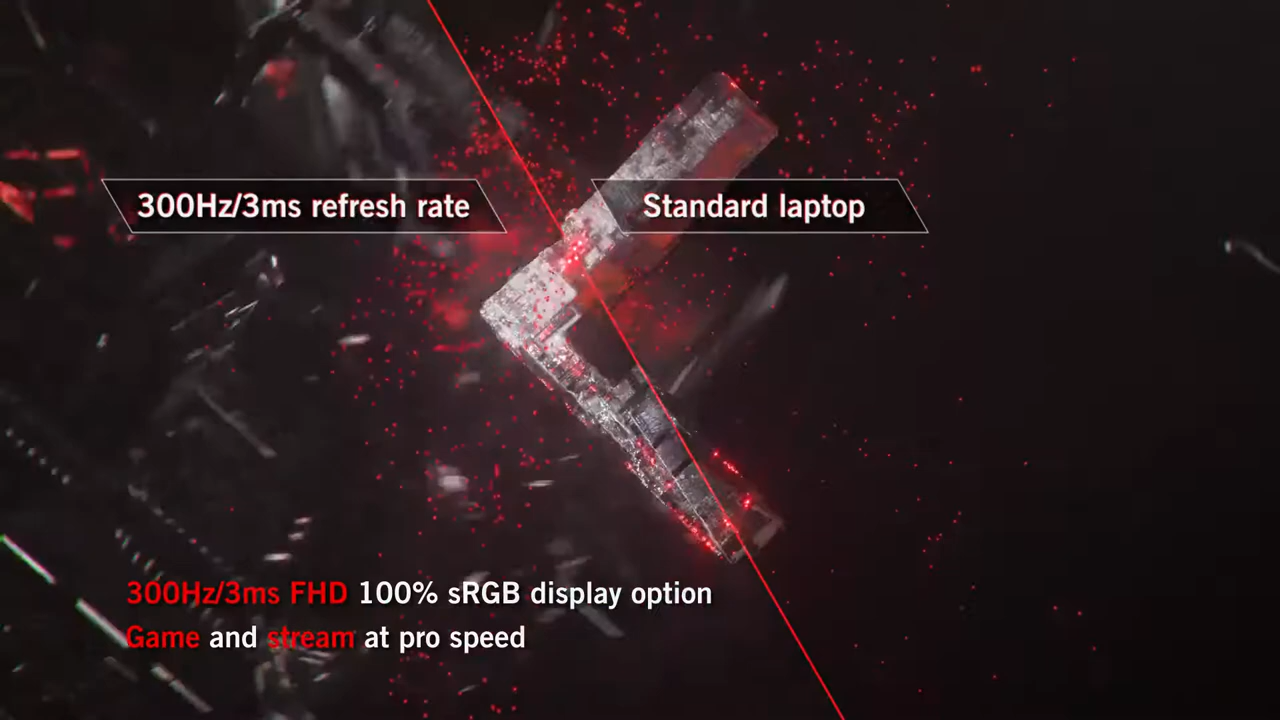 300Hz/3ms refresh rate
Standard laptop
300Hz/3ms FHD 100% sRGB display option
Game and stream at pro speed